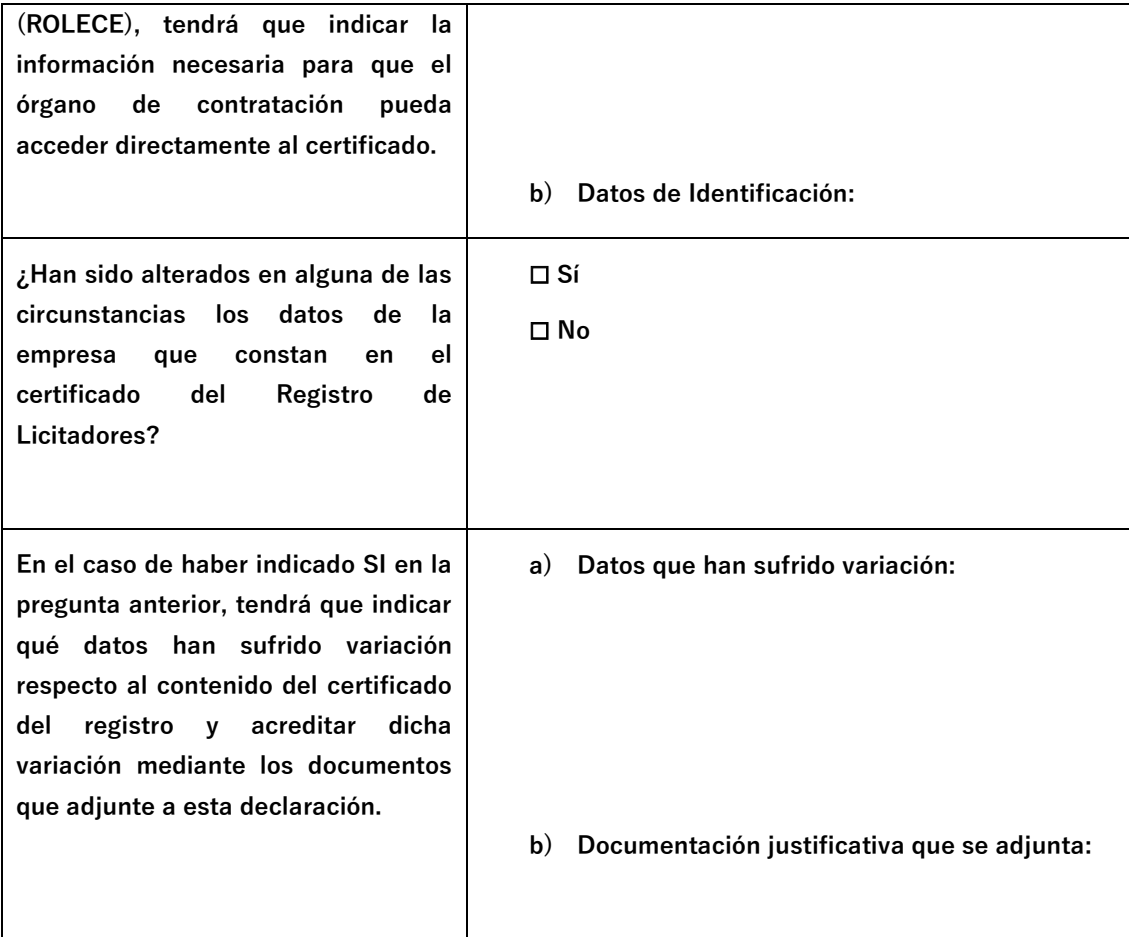 (ROLECE), tendrá que indicar la
información necesaria para que el
órgano de contratación pueda
acceder directamente al certificado.
b) Datos de Identificación:
¿Han sido alterados en alguna de las
circunstancias los datos de la
empresa que constan en el
certificado del Registro de
Licitadores?
☐ Sí
☐ No
En el caso de haber indicado SI en la
pregunta anterior, tendrá que indicar
qué datos han sufrido variación
respecto al contenido del certificado
del registro y acreditar dicha
variación mediante los documentos
que adjunte a esta declaración.
a) Datos que han sufrido variación:
b) Documentación justificativa que se adjunta: